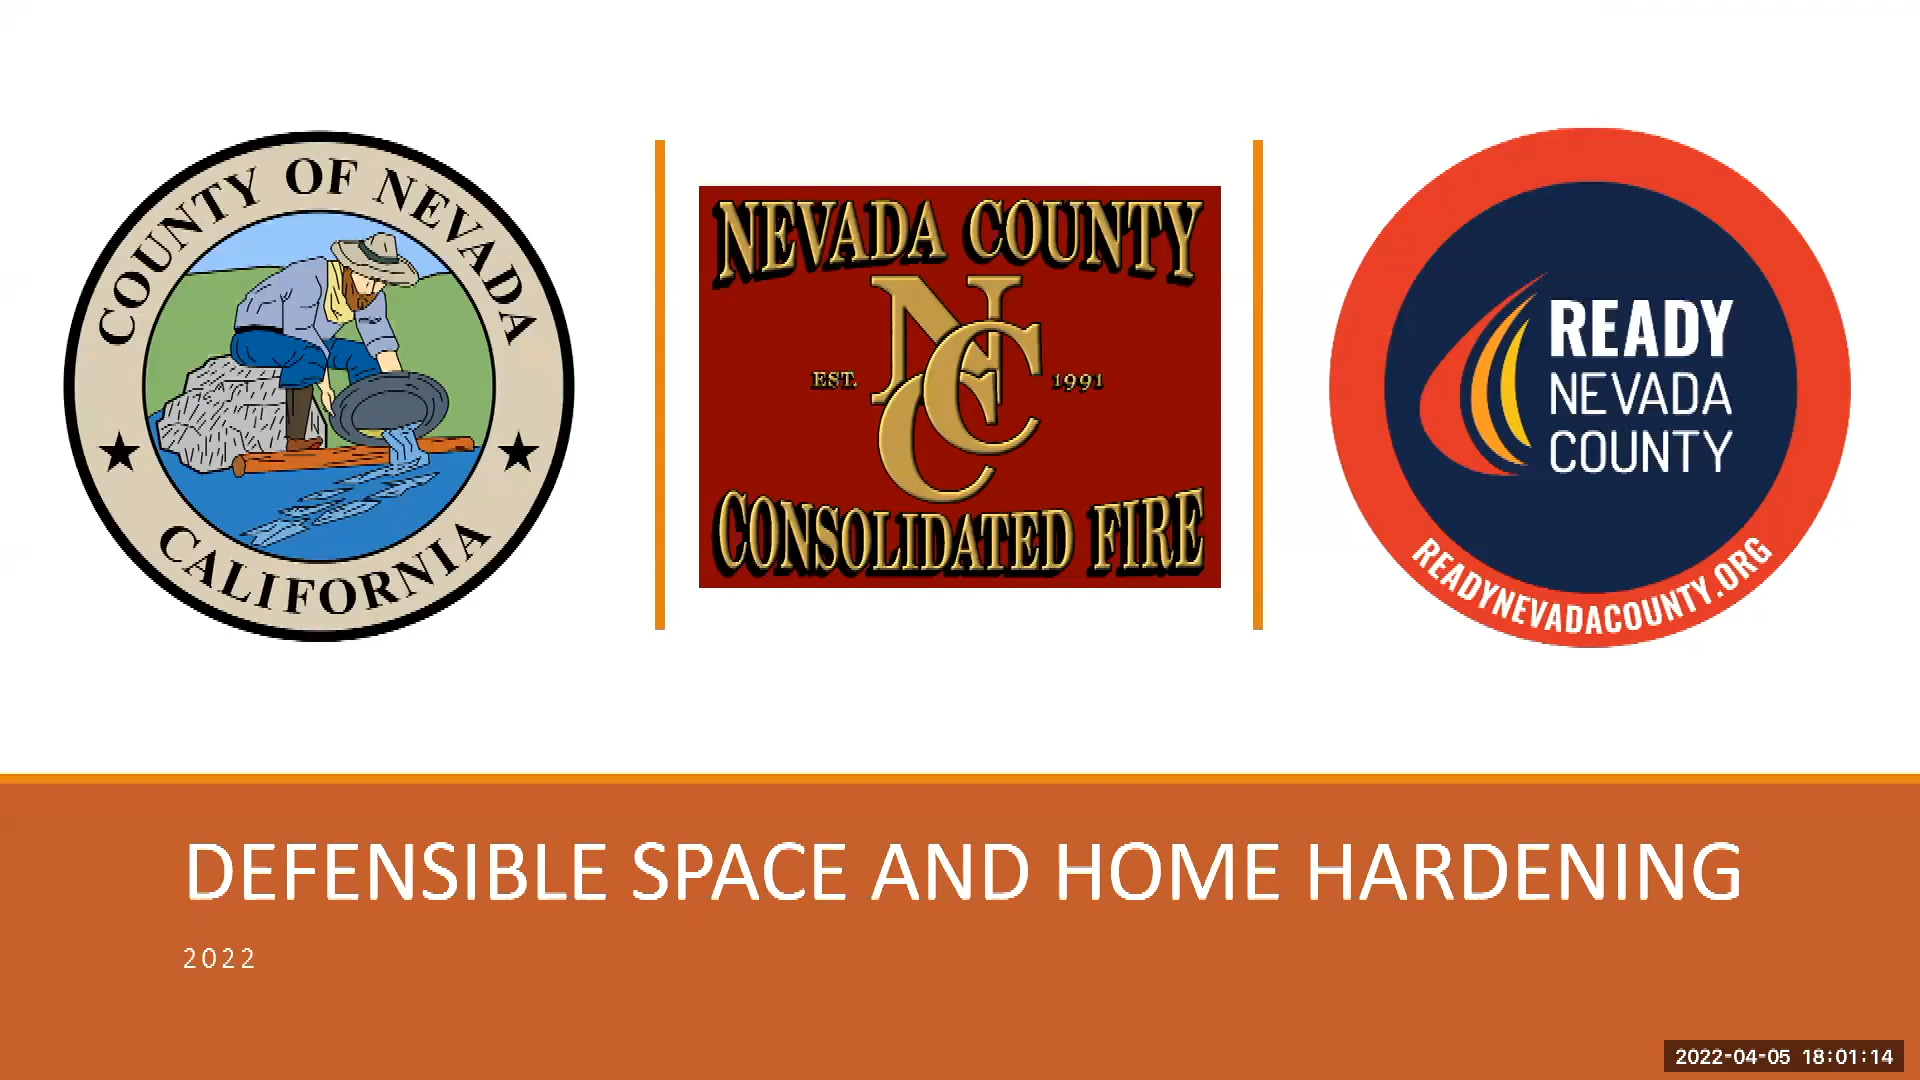 COUNTY OF NEVADA
CALIFORNIA
NEVADA COUNTY
NCC
EST. 1991
CONSOLIDATED FIRE
READY
NEVADA
COUNTY
READYNEVADACOUNTY.ORG
DEFENSIBLE SPACE AND HOME HARDENING
2022
2022-04-05 18:01:14